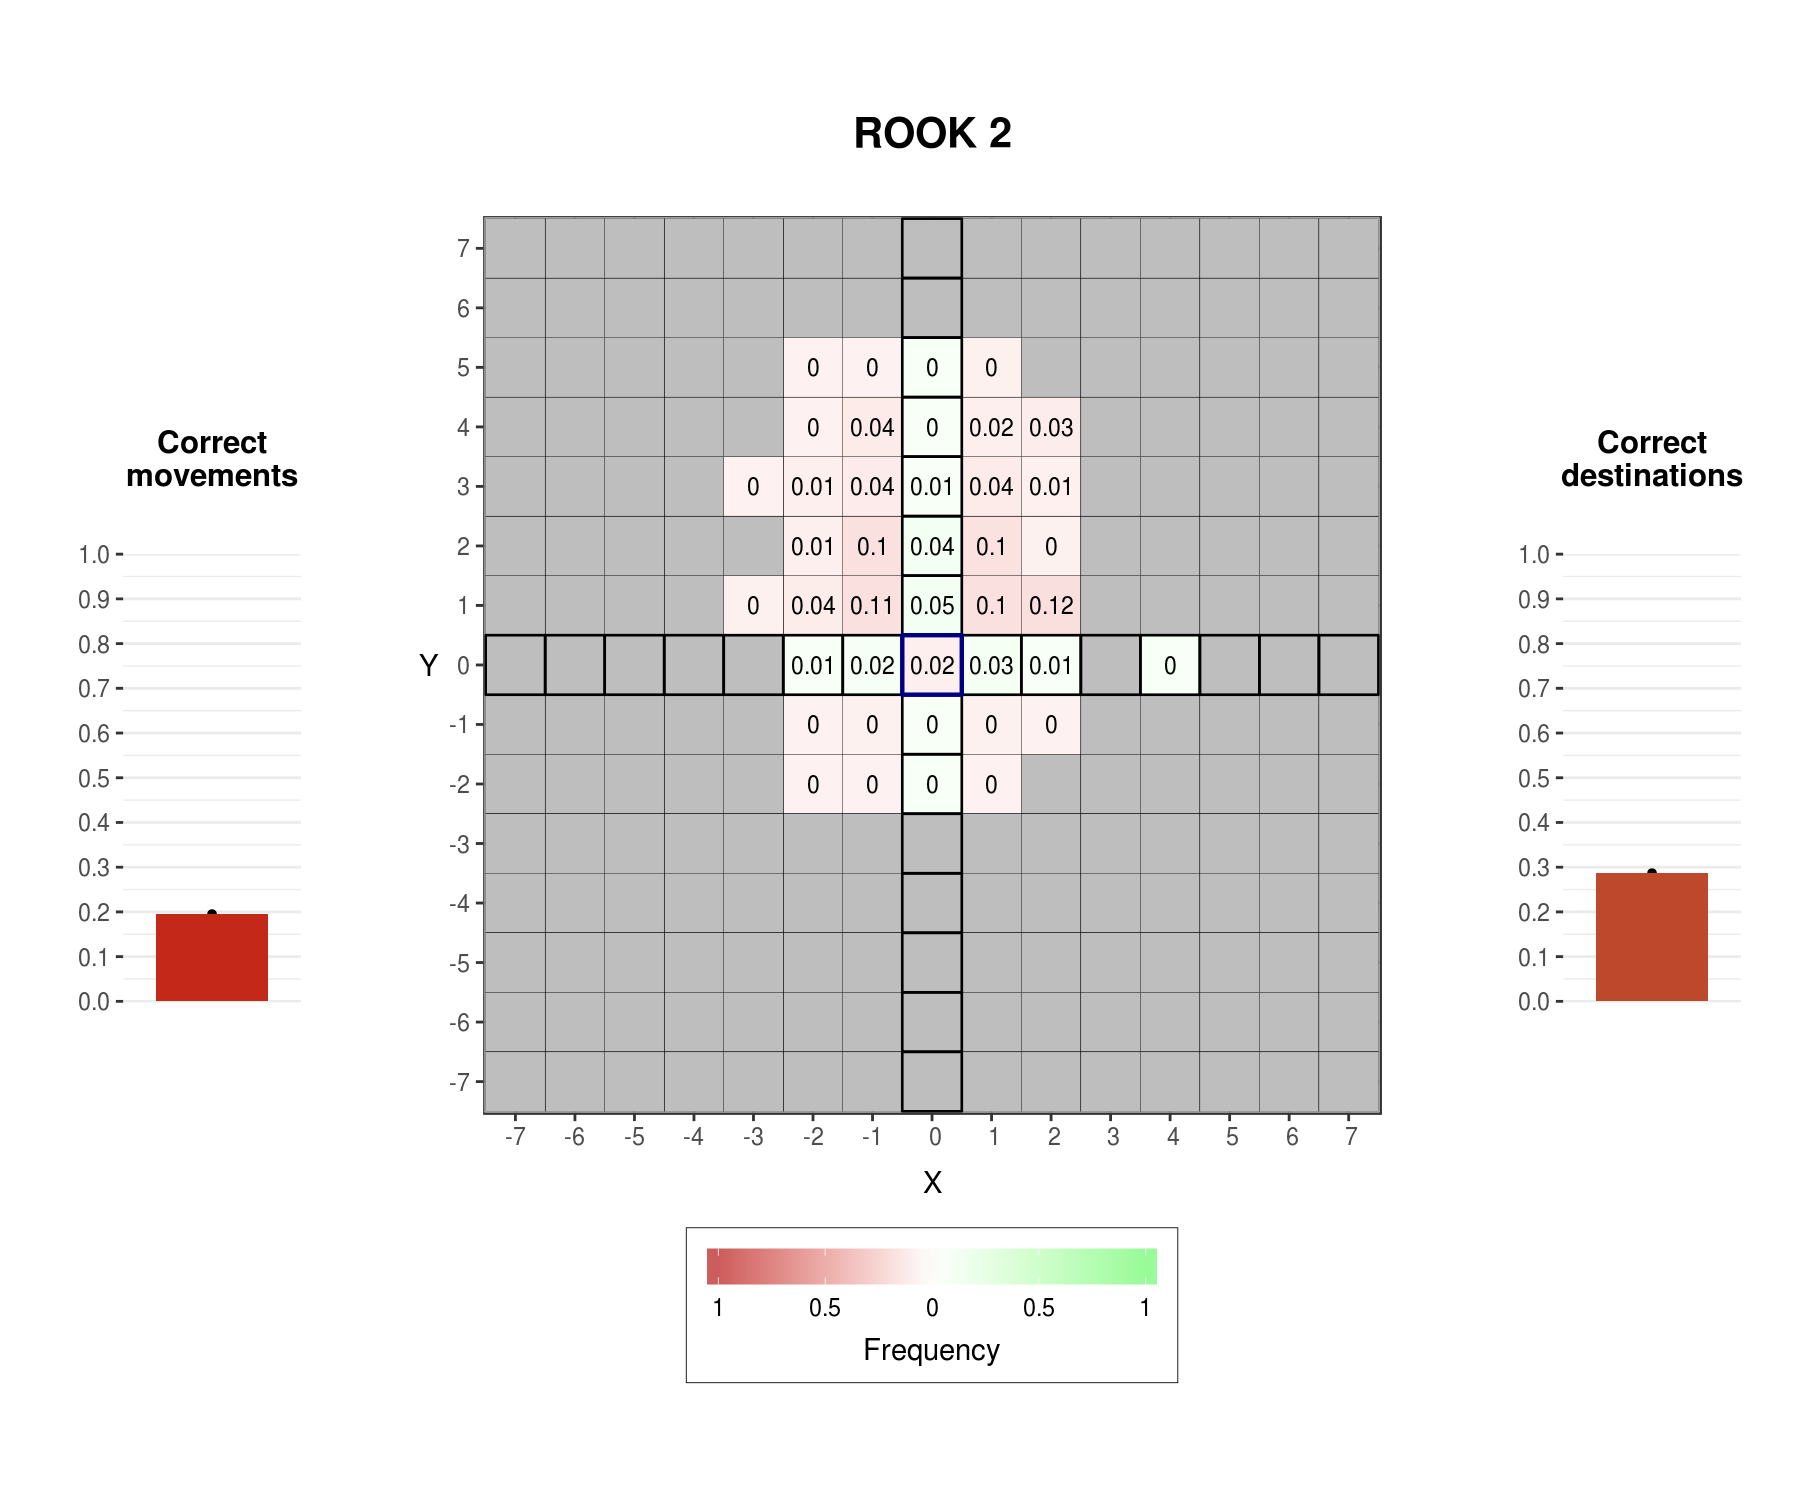 ROOK 2
Correct
movements
1.0
0.9
0.8
0.7
0.6
0.5
0.4
0.3
0.2
0.1
0.0
Y
7
6
5 0 0 0 0
4 0 0.04 0 0.02 0.03
3 0 0.01 0.04 0.01 0.04 0.01
2 0.01 0.1 0.04 0.1 0
1 0 0.04 0.11 0.05 0.1 0.12
0 0.01 0.02 0.02 0.03 0.01 0
-1 0 0 0 0 0
-2 0 0 0 0
-3
-4
-5
-6
-7
-7 -6 -5 -4 -3 -2 -1 0 1 2 3 4 5 6 7
X
1 0.5 0 0.5 1
Frequency
Correct
destinations
1.0
0.9
0.8
0.7
0.6
0.5
0.4
0.3
0.2
0.1
0.0